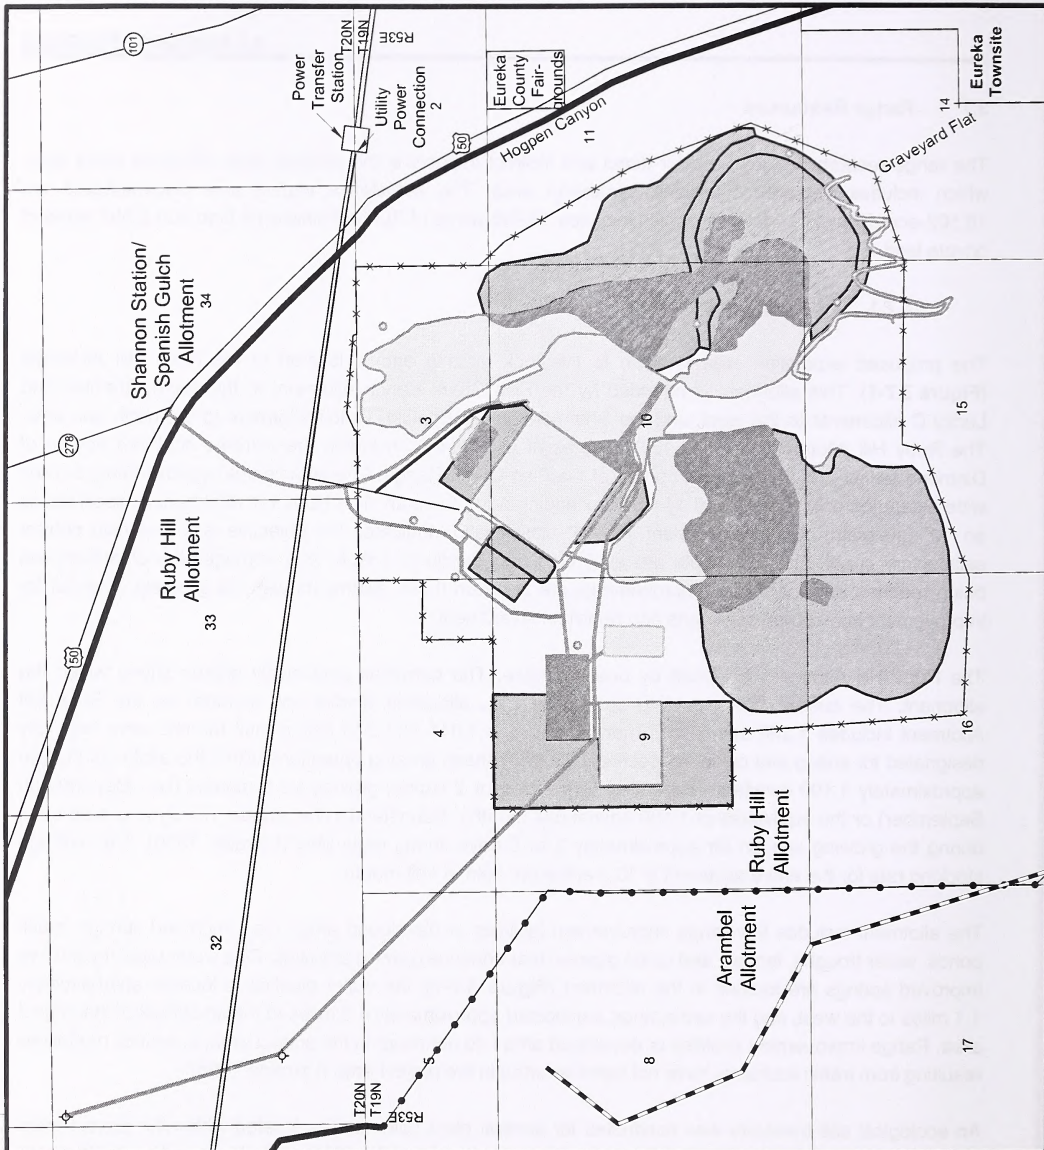 101
T20N
T19N
R53E
Power
Transfer
Station
Utility
Power
Connection
2
Eureka
County
Fair-
grounds
50
Hogpen Canyon
11
14
Eureka
Townsite
Graveyard Flat
Shannon Station/
Spanish Gulch
Allotment
34
278
3
10
15
50
Ruby Hill
Allotment
33
4
9
16
Ruby Hill
Allotment
32
Arambel
Allotment
T20N
T19N
R53E
5
8
17